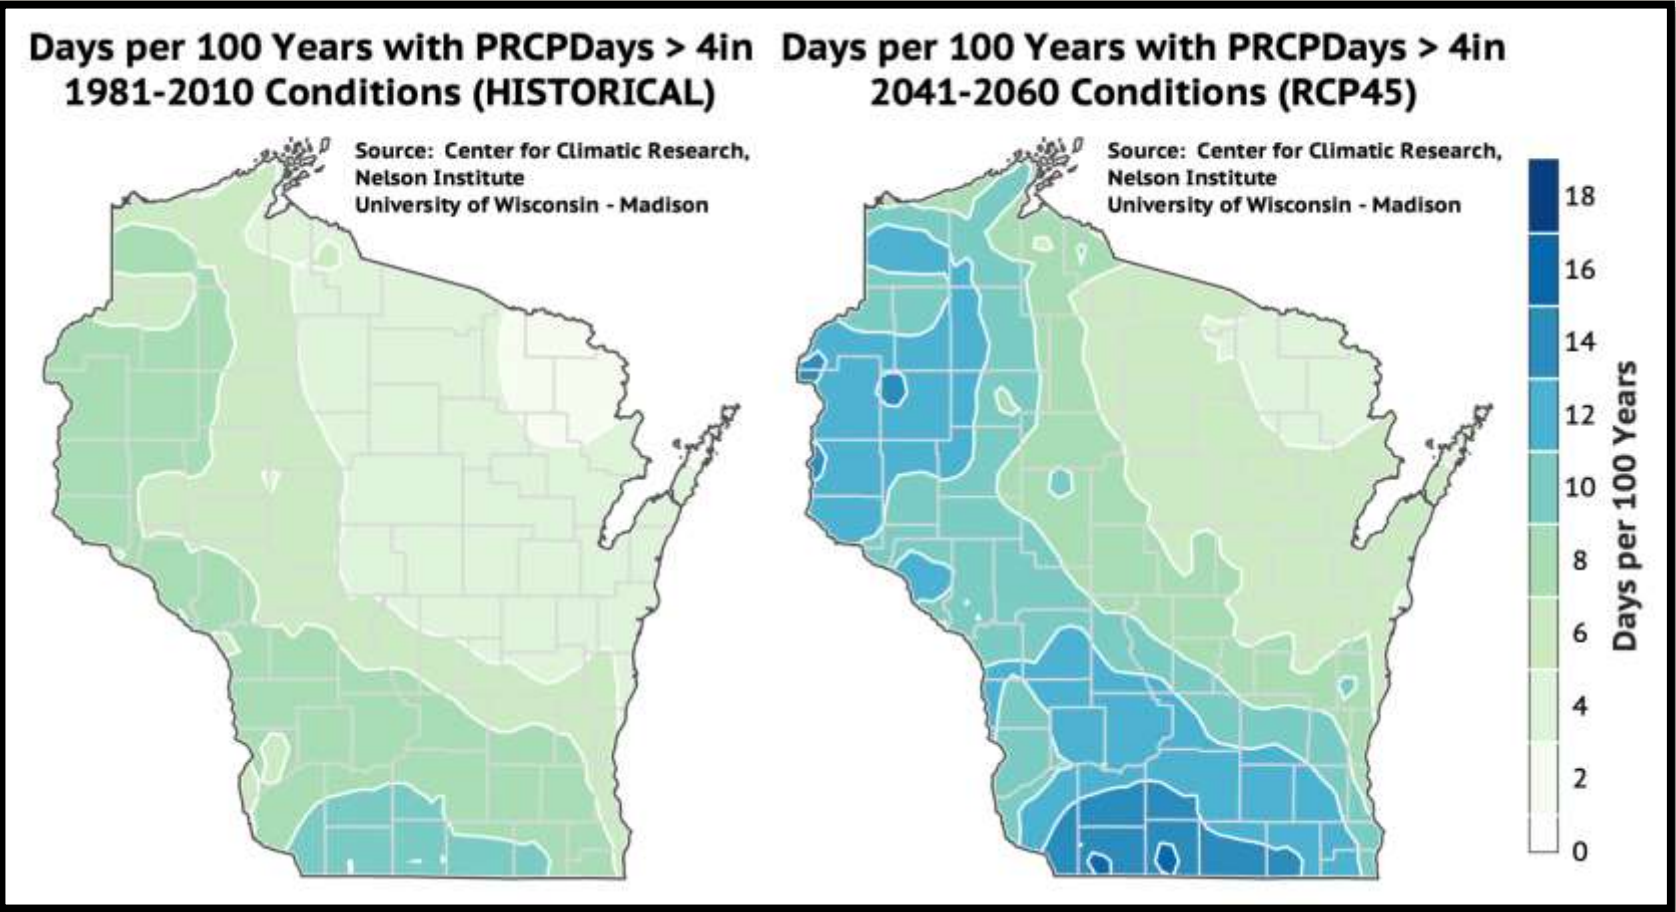 Days per 100 Years with PRCPDays > 4in
1981-2010 Conditions (HISTORICAL)
Source:  Center for Climatic Research,
Nelson Institute
University of Wisconsin - Madison
Days per 100 Years with PRCPDays > 4in
2041-2060 Conditions (RCP45)
Source:  Center for Climatic Research,
Nelson Institute
University of Wisconsin - Madison
18
16
14
12
10
8
6
4
2
0
Days per 100 Years